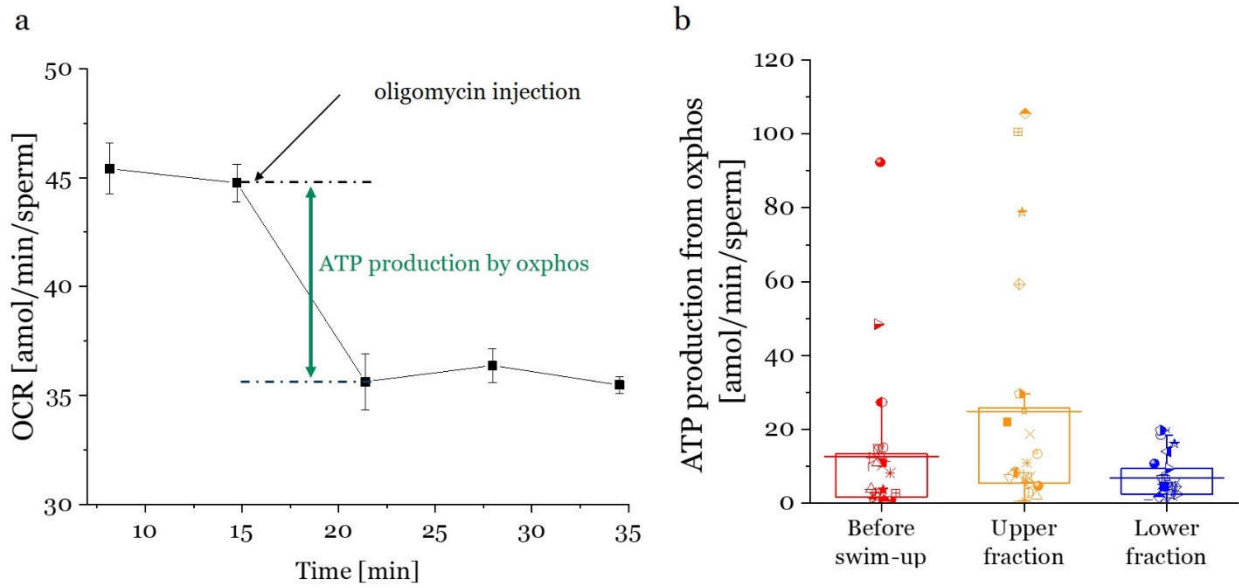 a
50
45
40
35
30
OCR [amol/min/sperm]
oligomycin injection
ATP production by oxphos
10
15
20
25
30
35
Time [min]
b
120
100
80
60
40
20
0
ATP production from oxphos
[amol/min/sperm]
Before
swim-up
Upper
fraction
Lower
fraction